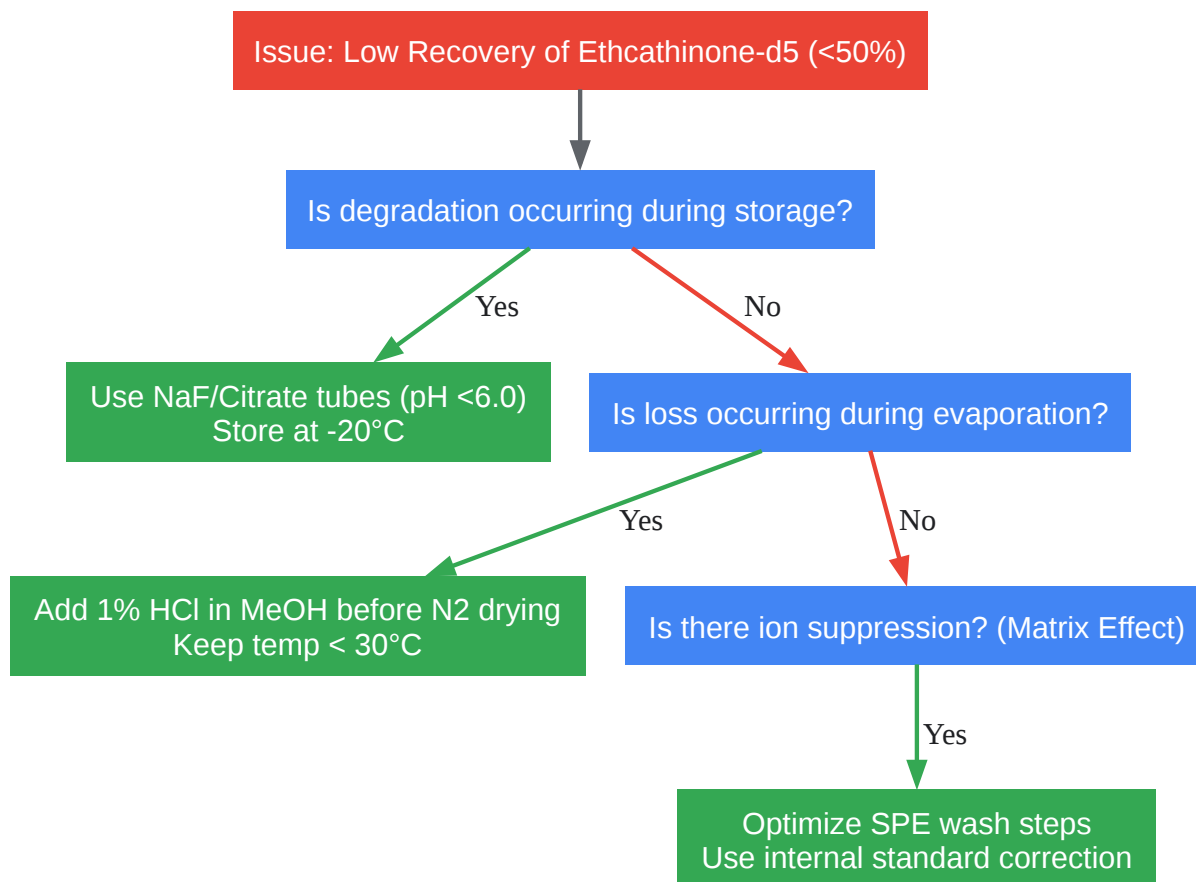 Issue: Low Recovery of Ethcathinone-d5 (<50%)
Is degradation occurring during storage?
Yes
No
Use NaF/Citrate tubes (pH <6.0)
Store at -20°C
Is loss occurring during evaporation?
Yes
No
Add 1% HCl in MeOH before N2 drying
Keep temp < 30°C
Is there ion suppression? (Matrix Effect)
Yes
Optimize SPE wash steps
Use internal standard correction